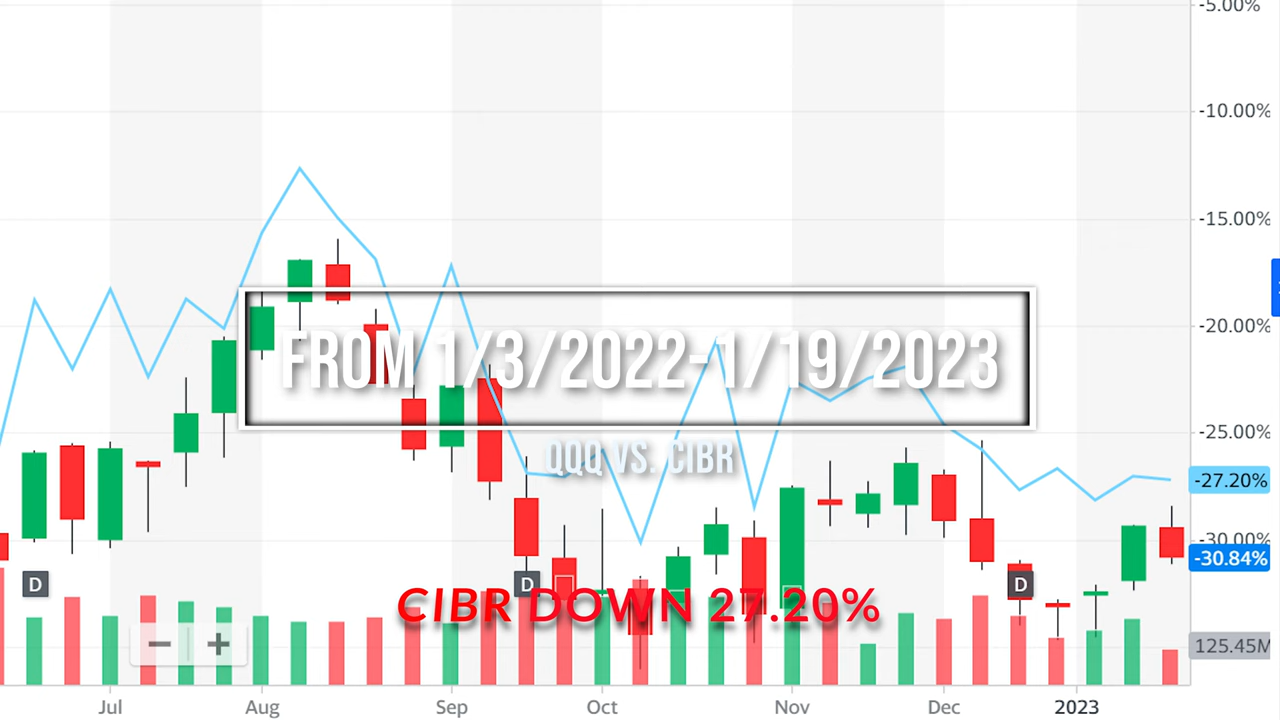 -5.00%
-10.00%
-15.00%
-20.00%
FROM 1/3/2022-1/19/2023
-25.00%
QQQ VS. CIBR
-27.20%
-30.00%
-30.84%
D
D
D
CIBR DOWN 27.20%
125.45M
− +
Jul Aug Sep Oct Nov Dec 2023